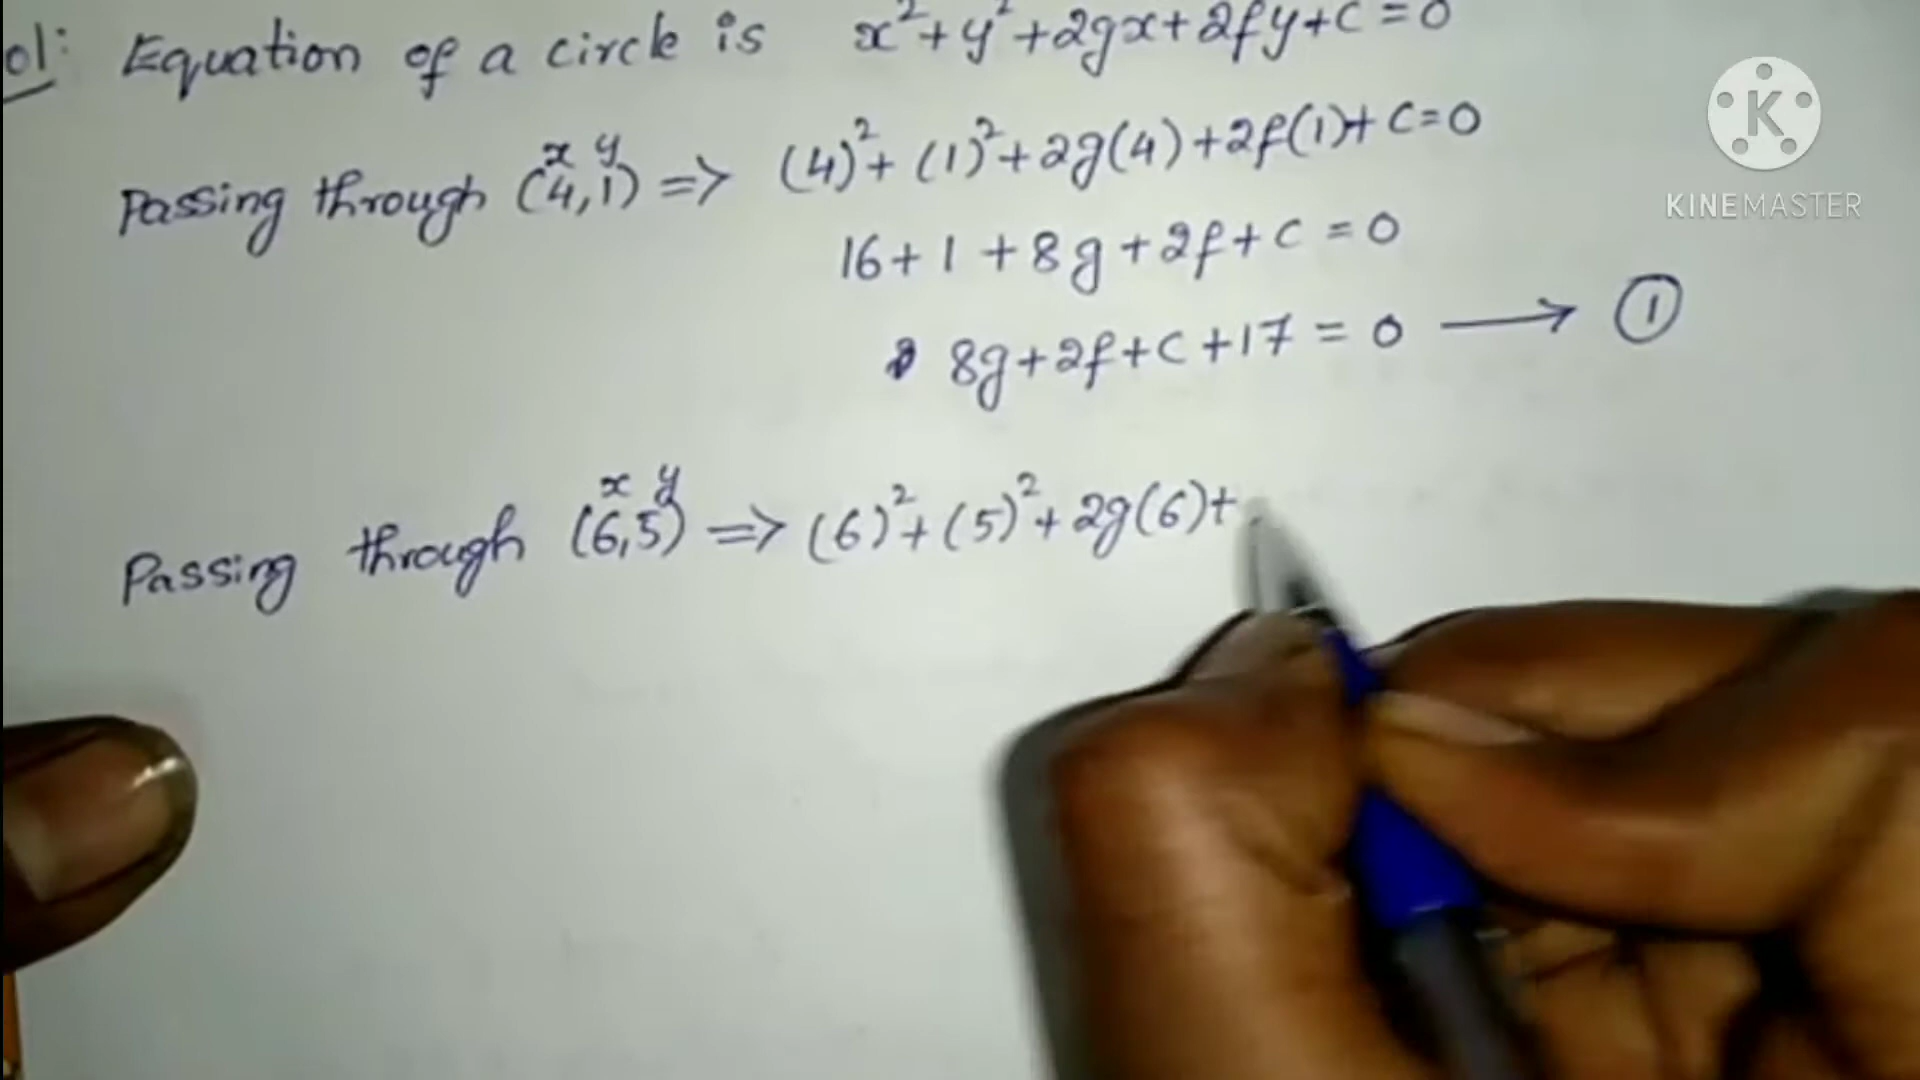 ol: Equation of a circle is x²+y²+2gx+2fy+c=0
x y
Passing through (4,1) => (4)²+(1)²+2g(4)+2f(1)+c=0
16+1+8g+2f+c=0
8g+2f+c+17=0 → ①
x y
Passing through (6,5) => (6)²+(5)²+2g(6)+
K
KINEMASTER